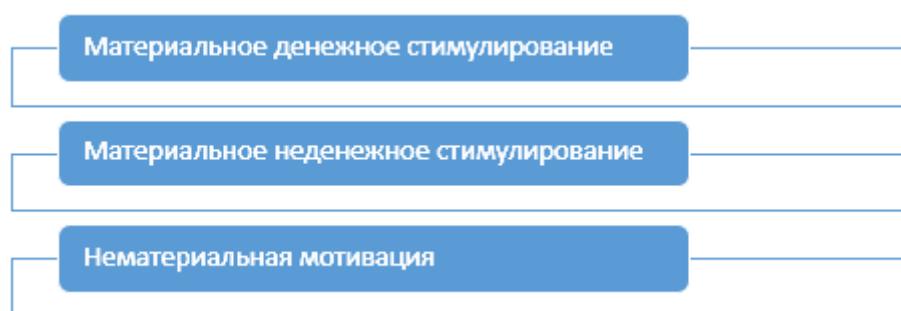 Материальное денежное стимулирование
Материальное неденежное стимулирование
Нематериальная мотивация